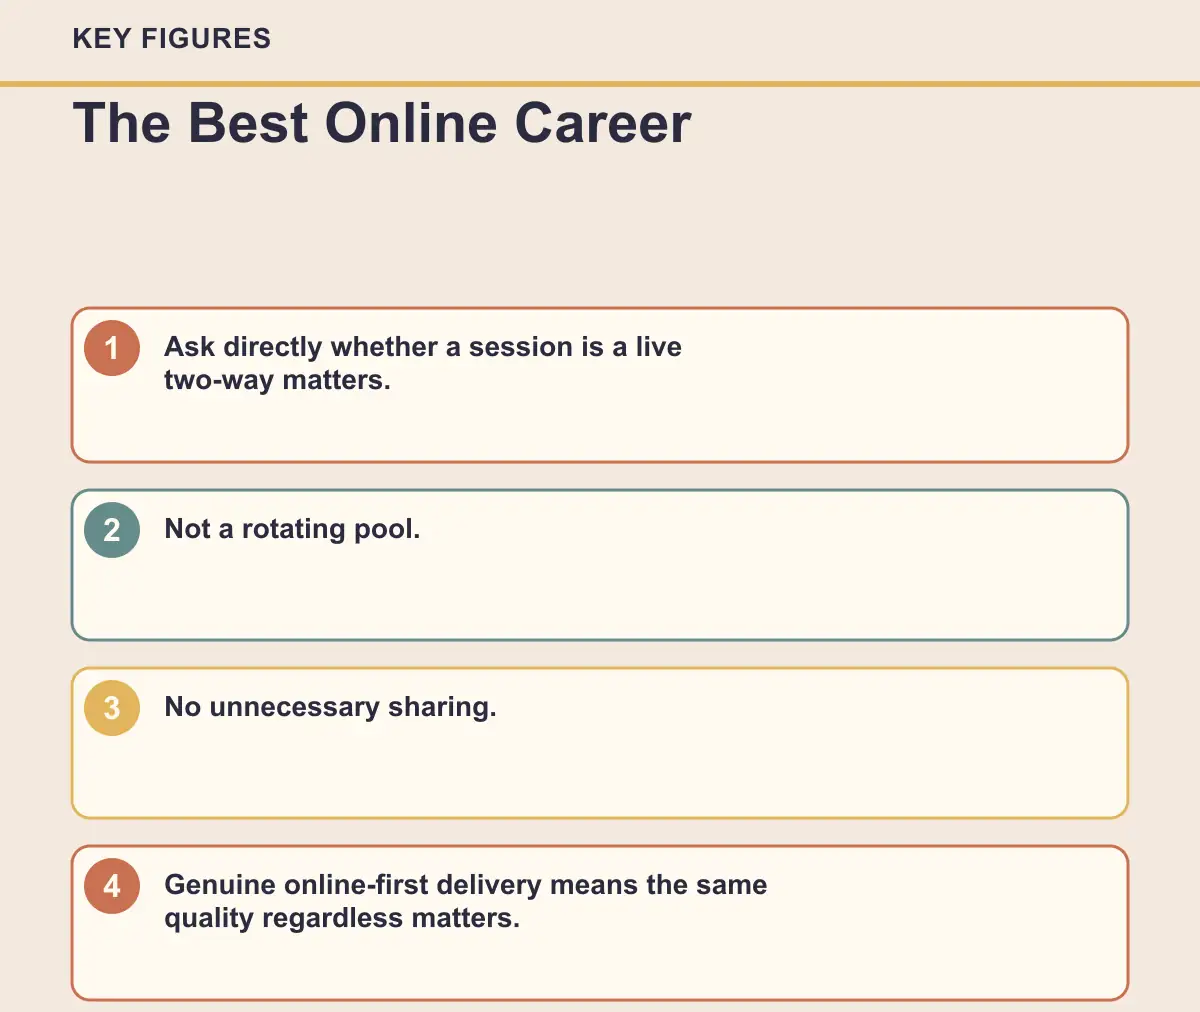 KEY FIGURES
The Best Online Career
1
Ask directly whether a session is a live
two-way matters.
2
Not a rotating pool.
3
No unnecessary sharing.
4
Genuine online-first delivery means the same
quality regardless matters.